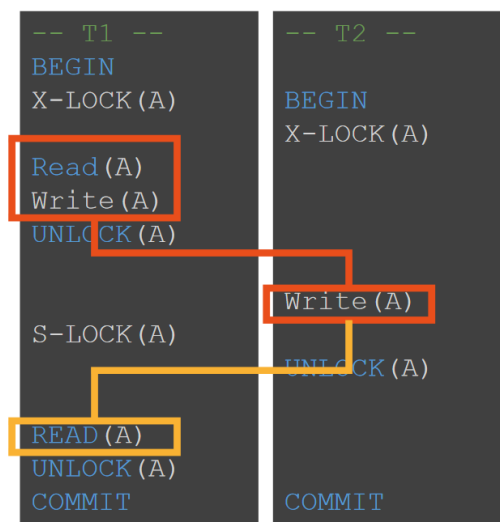 -- T1 --
BEGIN
X-LOCK(A)
Read(A)
Write(A)
UNLOCK(A)
S-LOCK(A)
READ(A)
UNLOCK(A)
COMMIT
-- T2 --
BEGIN
X-LOCK(A)
Write(A)
UNLOCK(A)
COMMIT